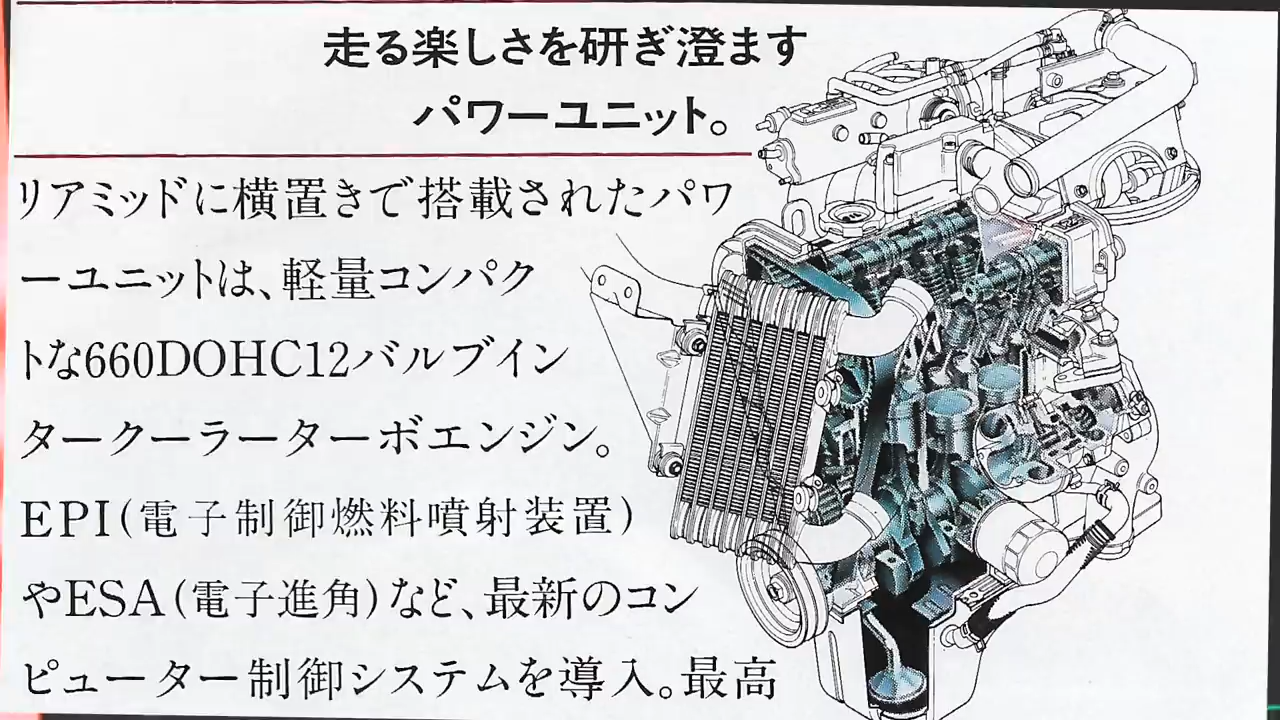 走る楽しさを研ぎ澄ます
パワーユニット。
リアミッドに横置きで搭載されたパワ
ーユニットは、軽量コンパク
トな660DOHC12バルブイン
タークーラーターボエンジン。
EPI(電子制御燃料噴射装置)
やESA(電子進角)など、最新のコン
ピューター制御システムを導入。最高